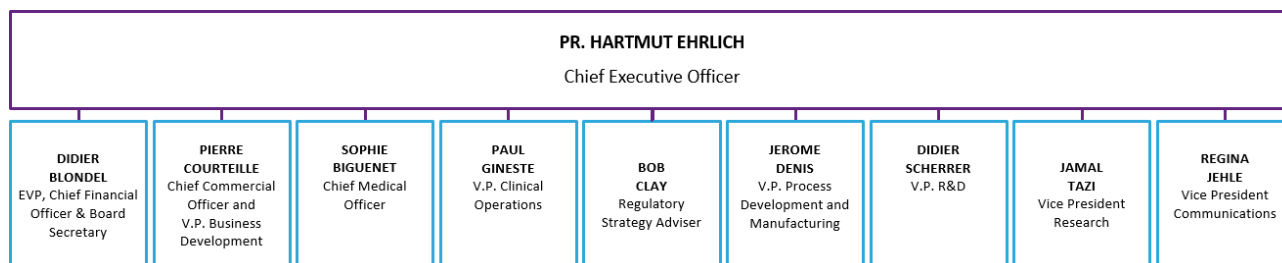 PR. HARTMUT EHRLICH
Chief Executive Officer
DIDIER
BLONDEL
EVP, Chief Financial
Officer & Board
Secretary
PIERRE
COURTEILLE
Chief Commercial
Officer and
V.P. Business
Development
SOPHIE
BIGUENET
Chief Medical
Officer
PAUL
GINESTE
V.P. Clinical
Operations
BOB
CLAY
Regulatory
Strategy Adviser
JEROME
DENIS
V.P. Process
Development and
Manufacturing
DIDIER
SCHERRER
V.P. R&D
JAMAL
TAZI
Vice President
Research
REGINA
JEHLE
Vice President
Communications